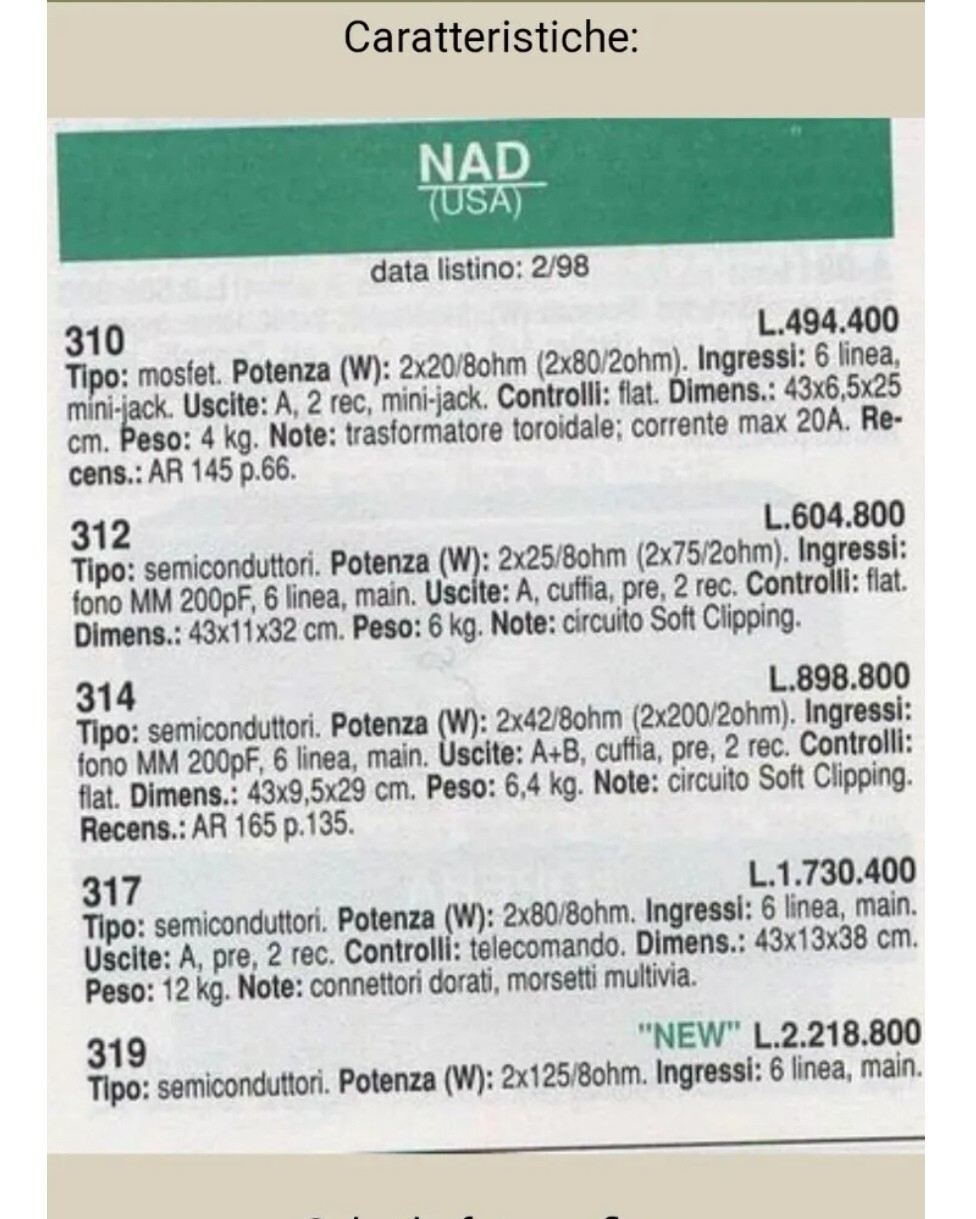 Caratteristiche:
NAD
(USA)
data listino: 2/98
310 L.494.400
Tipo: mosfet. Potenza (W): 2x20/8ohm (2x80/2ohm). Ingressi: 6 linea,
mini-jack. Uscite: A, 2 rec, mini-jack. Controlli: flat. Dimens.: 43x6,5x25
cm. Peso: 4 kg. Note: trasformatore toroidale; corrente max 20A. Re-
cens.: AR 145 p.66.
312 L.604.800
Tipo: semiconduttori. Potenza (W): 2x25/8ohm (2x75/2ohm). Ingressi:
fono MM 200pF, 6 linea, main. Uscite: A, cuffia, pre, 2 rec. Controlli: flat.
Dimens.: 43x11x32 cm. Peso: 6 kg. Note: circuito Soft Clipping.
314 L.898.800
Tipo: semiconduttori. Potenza (W): 2x42/8ohm (2x200/2ohm). Ingressi:
fono MM 200pF, 6 linea, main. Uscite: A+B, cuffia, pre, 2 rec. Controlli:
flat. Dimens.: 43x9,5x29 cm. Peso: 6,4 kg. Note: circuito Soft Clipping.
Recens.: AR 165 p.135.
317 L.1.730.400
Tipo: semiconduttori. Potenza (W): 2x80/8ohm. Ingressi: 6 linea, main.
Uscite: A, pre, 2 rec. Controlli: telecomando. Dimens.: 43x13x38 cm.
Peso: 12 kg. Note: connettori dorati, morsetti multivia.
319 "NEW" L.2.218.800
Tipo: semiconduttori. Potenza (W): 2x125/8ohm. Ingressi: 6 linea, main.